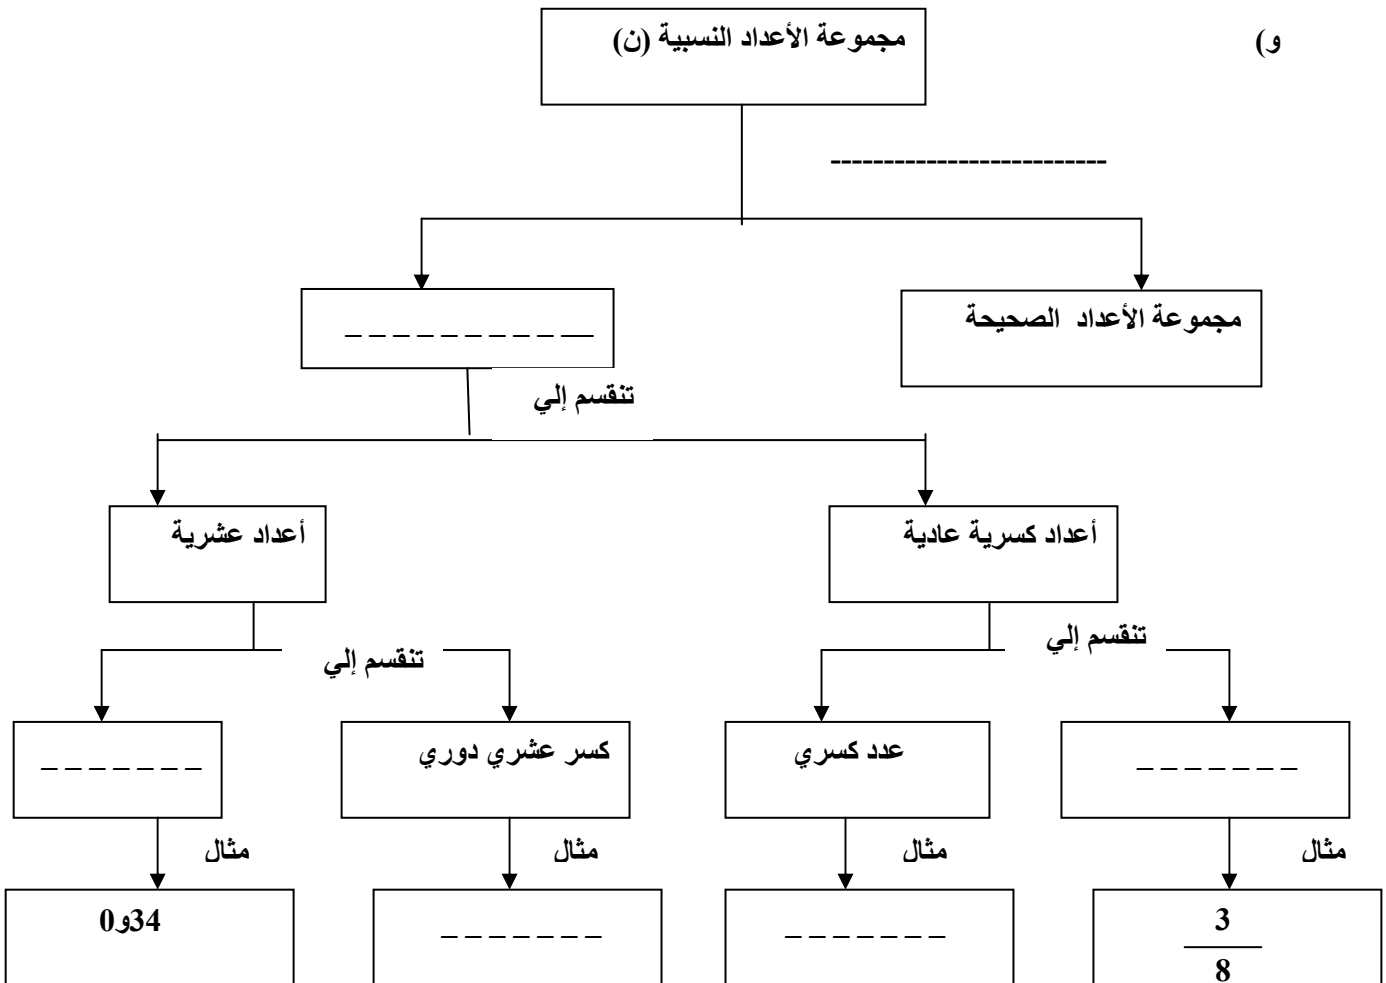 و)
مجموعة الأعداد النسبية (ن)
--------------------------
مجموعة الأعداد الصحيحة
_ _ _ _ _ _ _ _ _ __
تنقسم إلي
أعداد كسرية عادية
أعداد عشرية
تنقسم إلي
تنقسم إلي
_ _ _ _ _ _ _
عدد كسري
كسر عشري دوري
_ _ _ _ _ _ _
مثال
مثال
مثال
مثال
3
8
_ _ _ _ _ _ _
_ _ _ _ _ _ _
0و34